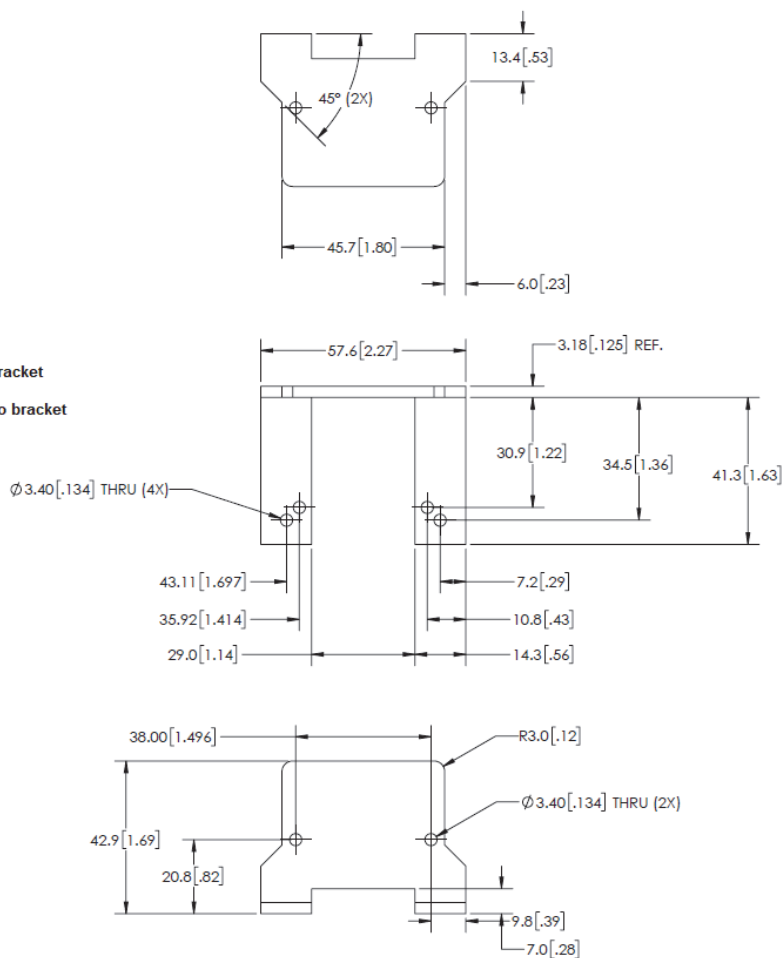 13.4[.53]
45° (2X)
45.7[1.80]
6.0[.23]
57.6[2.27]
3.18[.125] REF.
racket
o bracket
30.9[1.22]
34.5[1.36]
41.3[1.63]
Ø3.40[.134] THRU (4X)
43.11[1.697]
7.2[.29]
35.92[1.414]
10.8[.43]
29.0[1.14]
14.3[.56]
38.00[1.496]
R3.0[.12]
Ø3.40[.134] THRU (2X)
42.9[1.69]
20.8[.82]
9.8[.39]
7.0[.28]